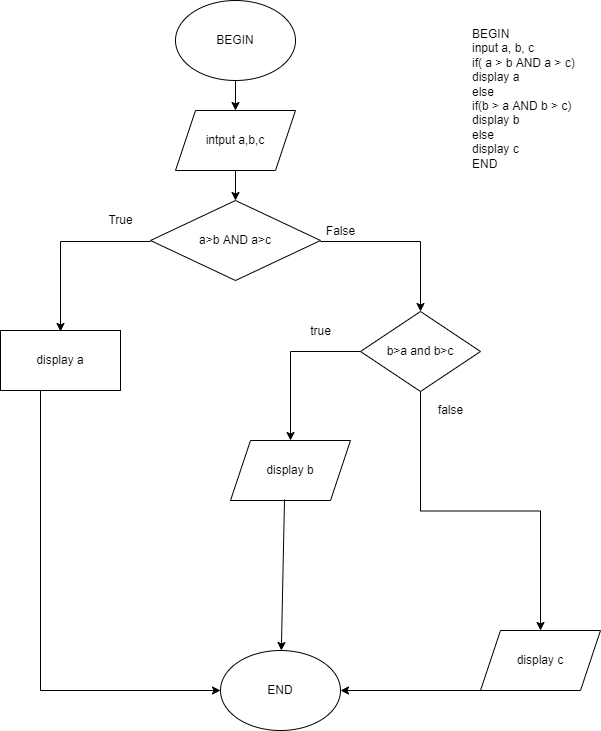 BEGIN
BEGIN
input a, b, c
if( a > b AND a > c)
display a
else
if(b > a AND b > c)
display b
else
display c
END
intput a,b,c
True
a>b AND a>c
False
true
b>a and b>c
display a
false
display b
display c
END